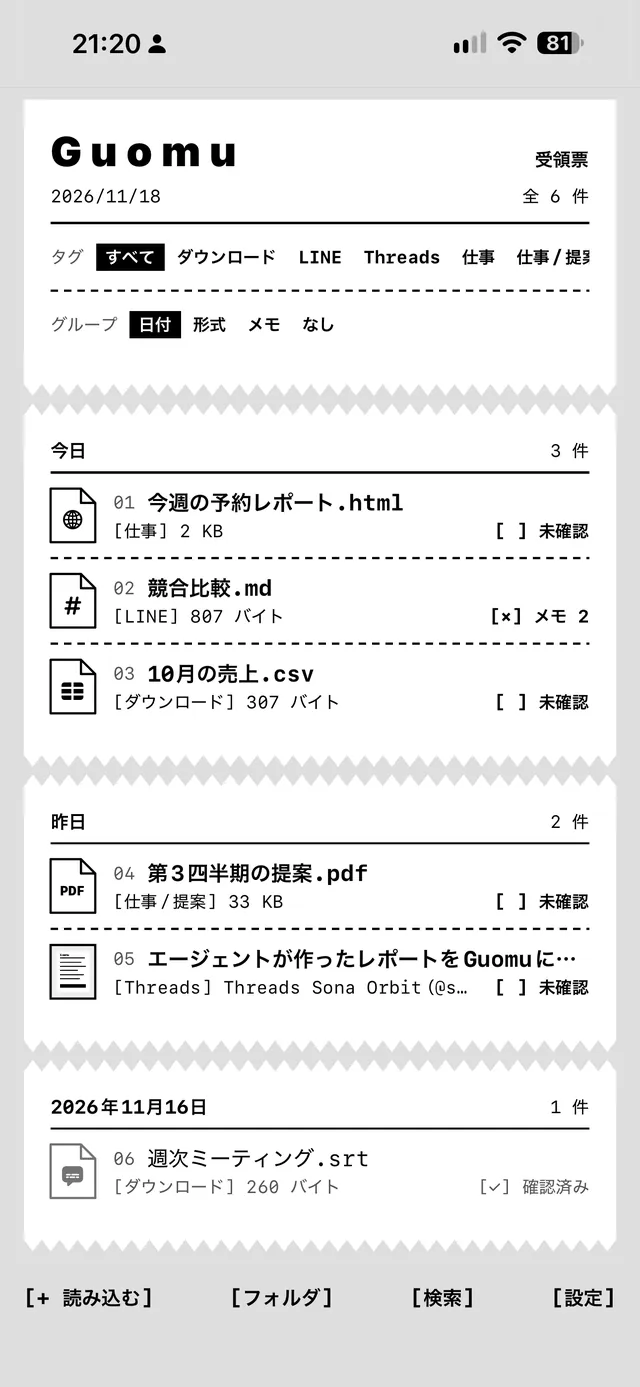 21:20
81
Guomu
受領票
2026/11/18
全 6 件
タグ すべて ダウンロード LINE Threads 仕事 仕事/提案
グループ 日付 形式 メモ なし
今日
3 件
01 今週の予約レポート.html
[仕事] 2 KB
[ ] 未確認
#
02 競合比較.md
[LINE] 807 バイト
[×] メモ 2
03 10月の売上.csv
[ダウンロード] 307 バイト
[ ] 未確認
昨日
2 件
PDF
04 第3四半期の提案.pdf
[仕事/提案] 33 KB
[ ] 未確認
05 エージェントが作ったレポートをGuomuに…
[Threads] Threads Sona Orbit (@s…
[ ] 未確認
2026年11月16日
1 件
06 週次ミーティング.srt
[ダウンロード] 260 バイト
[✓] 確認済み
[+ 読み込む]
[フォルダ]
[検索]
[設定]